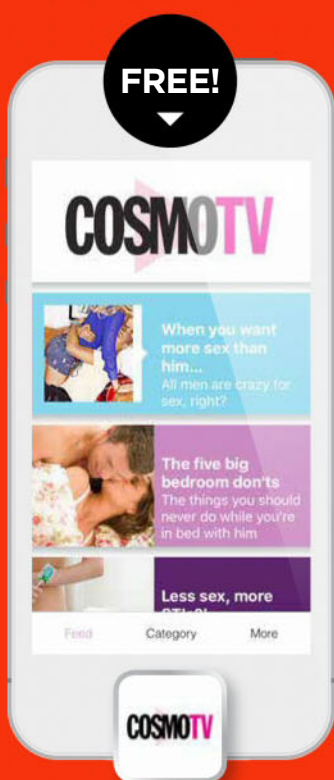 FREE!
COSMOTV
When you want
more sex than
him...
All men are crazy for
sex, right?
The five big
bedroom don'ts
The things you should
never do while you're
in bed with him
Less sex, more
STIs?!
Feed Category More
COSMOTV